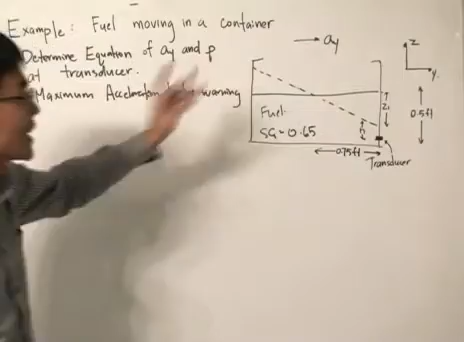 Example: Fuel moving in a container
Determine Equation of ay and p
at transducer.
Maximum Acceleration warning
→ ay
z
y
Fuel
SG=0.65
z1
h
0.5ft
0.75ft
Transducer